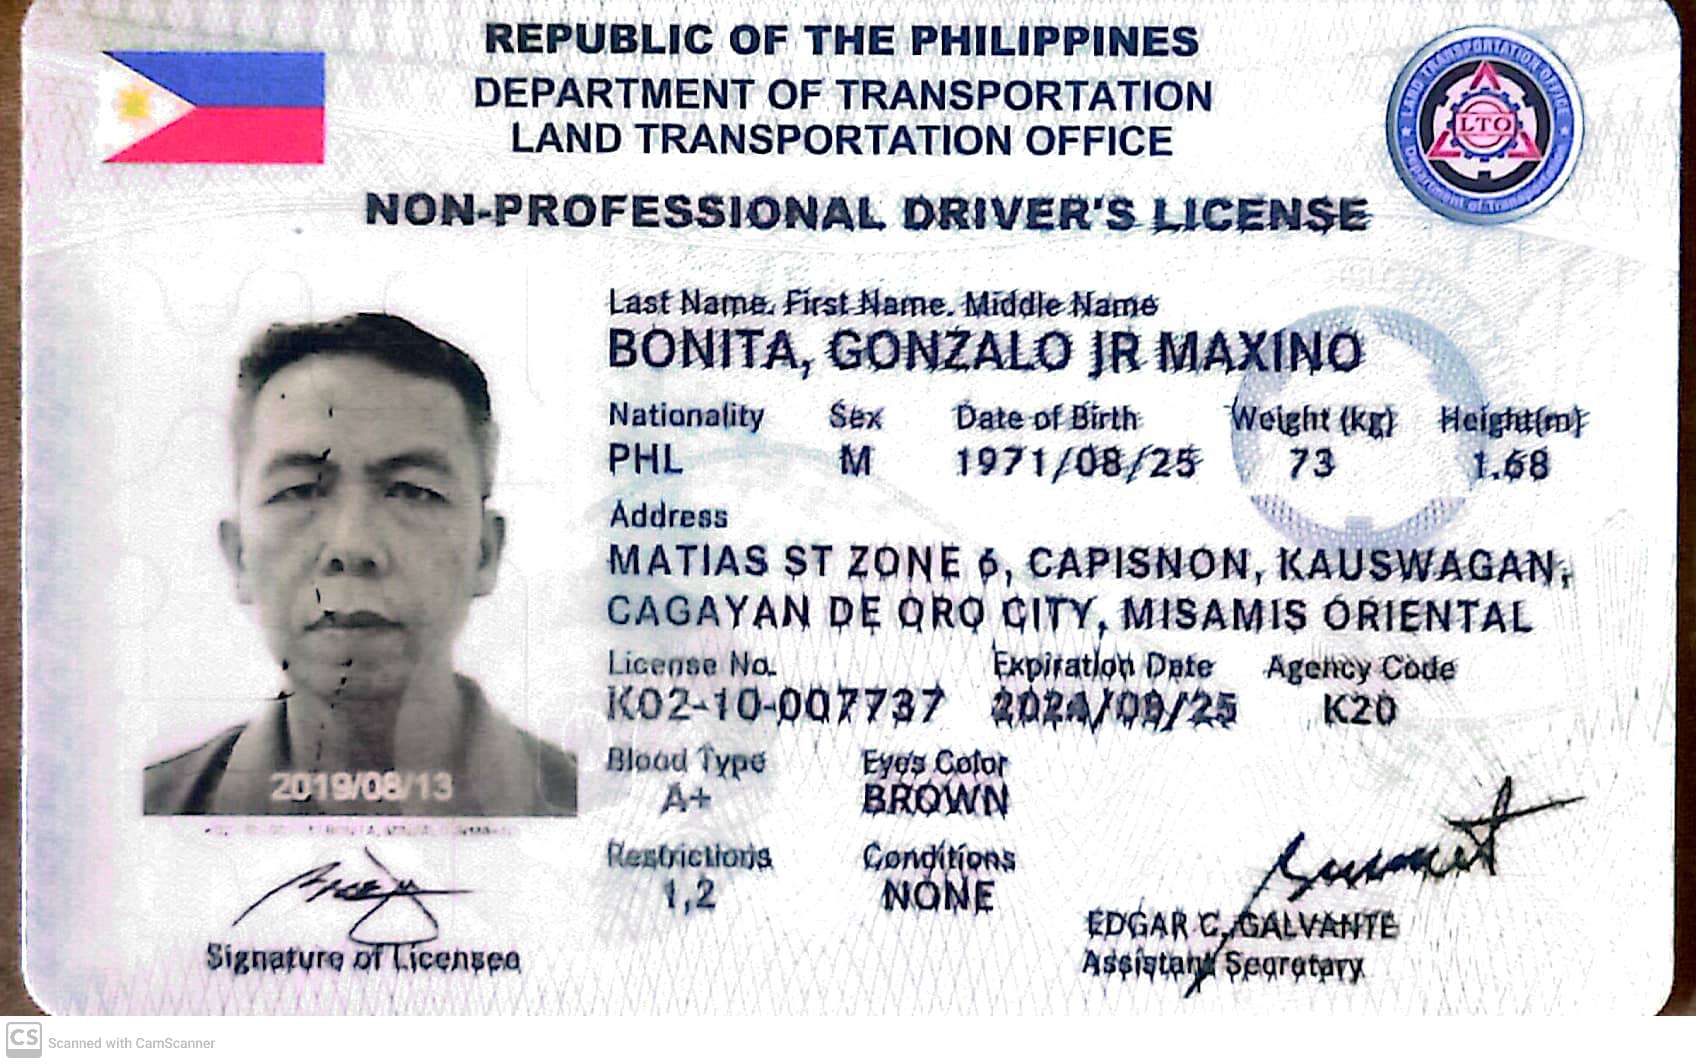 REPUBLIC OF THE PHILIPPINES
DEPARTMENT OF TRANSPORTATION
LAND TRANSPORTATION OFFICE
LAND TRANSPORTATION OFFICE
LTO
Department of Transportation
NON-PROFESSIONAL DRIVER'S LICENSE
Last Name, First Name, Middle Name
BONITA, GONZALO JR MAXINO
Nationality Sex Date of Birth Weight (kg) Height(m)
PHL M 1971/08/25 73 1.68
Address
MATIAS ST ZONE 6, CAPISNON, KAUSWAGAN,
CAGAYAN DE ORO CITY, MISAMIS ORIENTAL
License No. Expiration Date Agency Code
K02-10-007737 K20
Blood Type Eyes Color
A+ BROWN
Restrictions Conditions
1,2 NONE
2019/08/13
Signature of Licensee
EDGAR C. GALVANTE
Assistant Secretary
CS Scanned with CamScanner